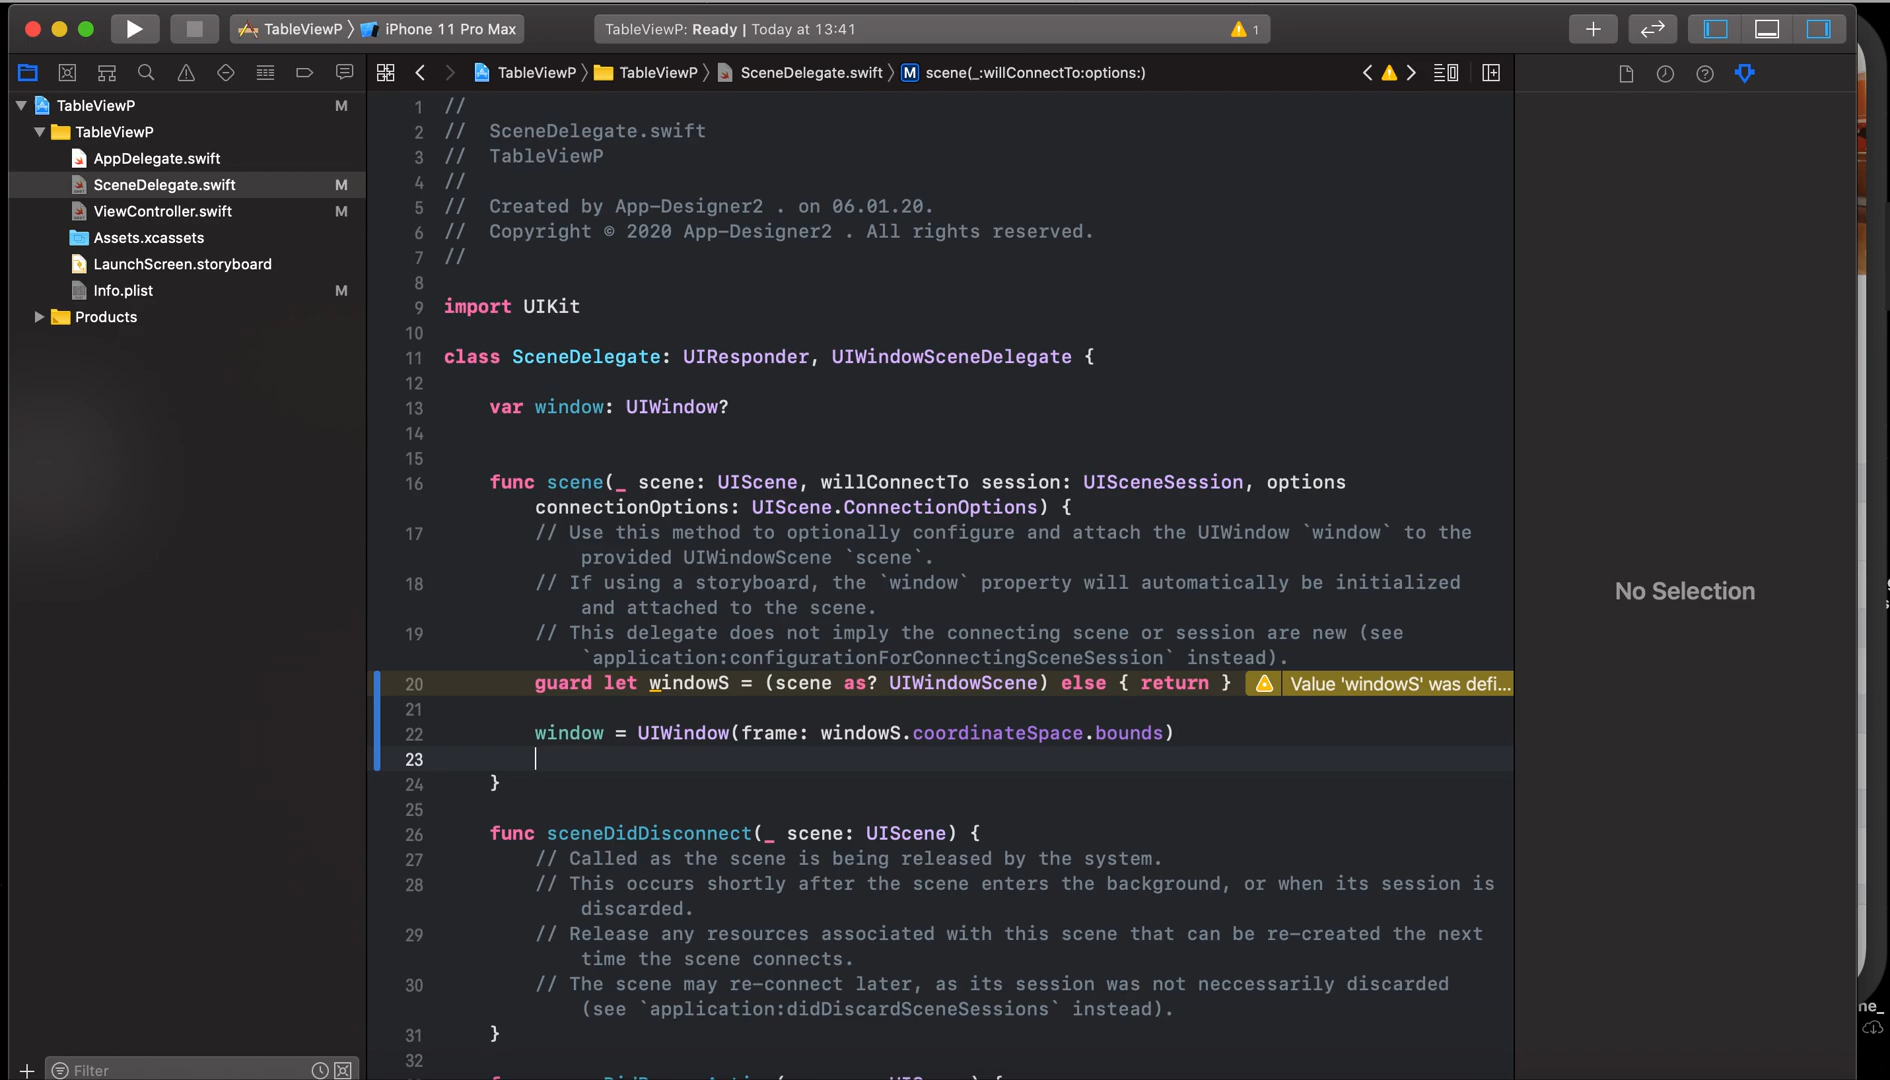 TableViewP 〉 iPhone 11 Pro Max
TableViewP: Ready | Today at 13:41
1
TableViewP 〉 TableViewP 〉 SceneDelegate.swift 〉 M scene(_:willConnectTo:options:)
TableViewP M
TableViewP
AppDelegate.swift
SceneDelegate.swift M
ViewController.swift M
Assets.xcassets
LaunchScreen.storyboard
Info.plist M
Products
Filter
1 //
2 //  SceneDelegate.swift
3 //  TableViewP
4 //
5 //  Created by App-Designer2 . on 06.01.20.
6 //  Copyright © 2020 App-Designer2 . All rights reserved.
7 //
8
9 import UIKit
10
11 class SceneDelegate: UIResponder, UIWindowSceneDelegate {
12
13 var window: UIWindow?
14
15
16 func scene(_ scene: UIScene, willConnectTo session: UISceneSession, options
connectionOptions: UIScene.ConnectionOptions) {
17 // Use this method to optionally configure and attach the UIWindow `window` to the
provided UIWindowScene `scene`.
18 // If using a storyboard, the `window` property will automatically be initialized
and attached to the scene.
19 // This delegate does not imply the connecting scene or session are new (see
`application:configurationForConnectingSceneSession` instead).
20 guard let windowS = (scene as? UIWindowScene) else { return } Value 'windowS' was defi...
21
22 window = UIWindow(frame: windowS.coordinateSpace.bounds)
23
24 }
25
26 func sceneDidDisconnect(_ scene: UIScene) {
27 // Called as the scene is being released by the system.
28 // This occurs shortly after the scene enters the background, or when its session is
discarded.
29 // Release any resources associated with this scene that can be re-created the next
time the scene connects.
30 // The scene may re-connect later, as its session was not neccessarily discarded
(see `application:didDiscardSceneSessions` instead).
31 }
32
No Selection
ne_